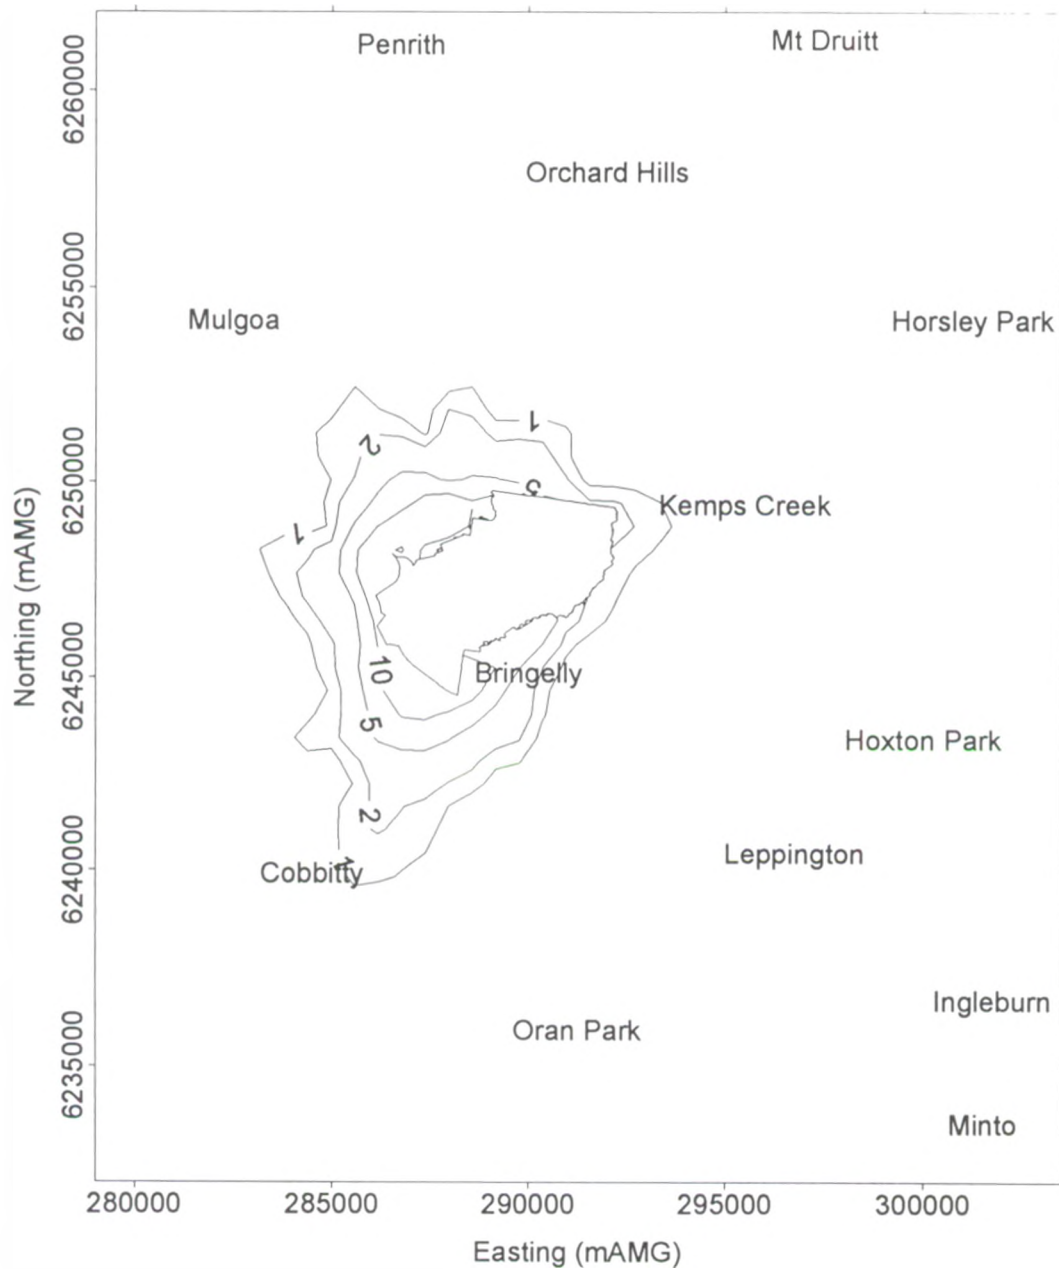 Penrith
Mt Druitt
6260000
Orchard Hills
6255000
Mulgoa
Horsley Park
1
2
6250000
5
Kemps Creek
1
Northing (mAMG)
10
Bringelly
6245000
5
Hoxton Park
2
6240000
1
Leppington
Cobbitty
Ingleburn
Oran Park
6235000
Minto
280000 285000 290000 295000 300000
Easting (mAMG)